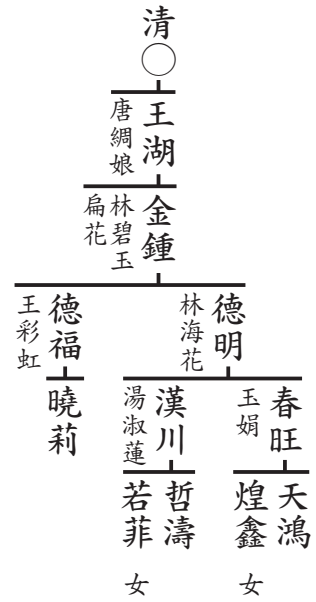 清
○
王湖
唐綢娘
金鍾
林碧玉
扁花
德明
林海花
德福
王彩虹
春旺
玉娟
漢川
湯淑蓮
曉莉
天鴻
煌鑫
女
哲濤
若菲
女